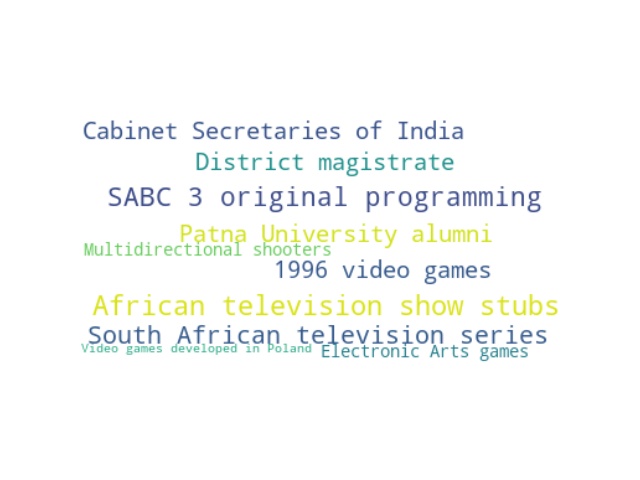 Cabinet Secretaries of India
District magistrate
SABC 3 original programming
Patna University alumni
Multidirectional shooters
1996 video games
African television show stubs
South African television series
Video games developed in Poland
Electronic Arts games